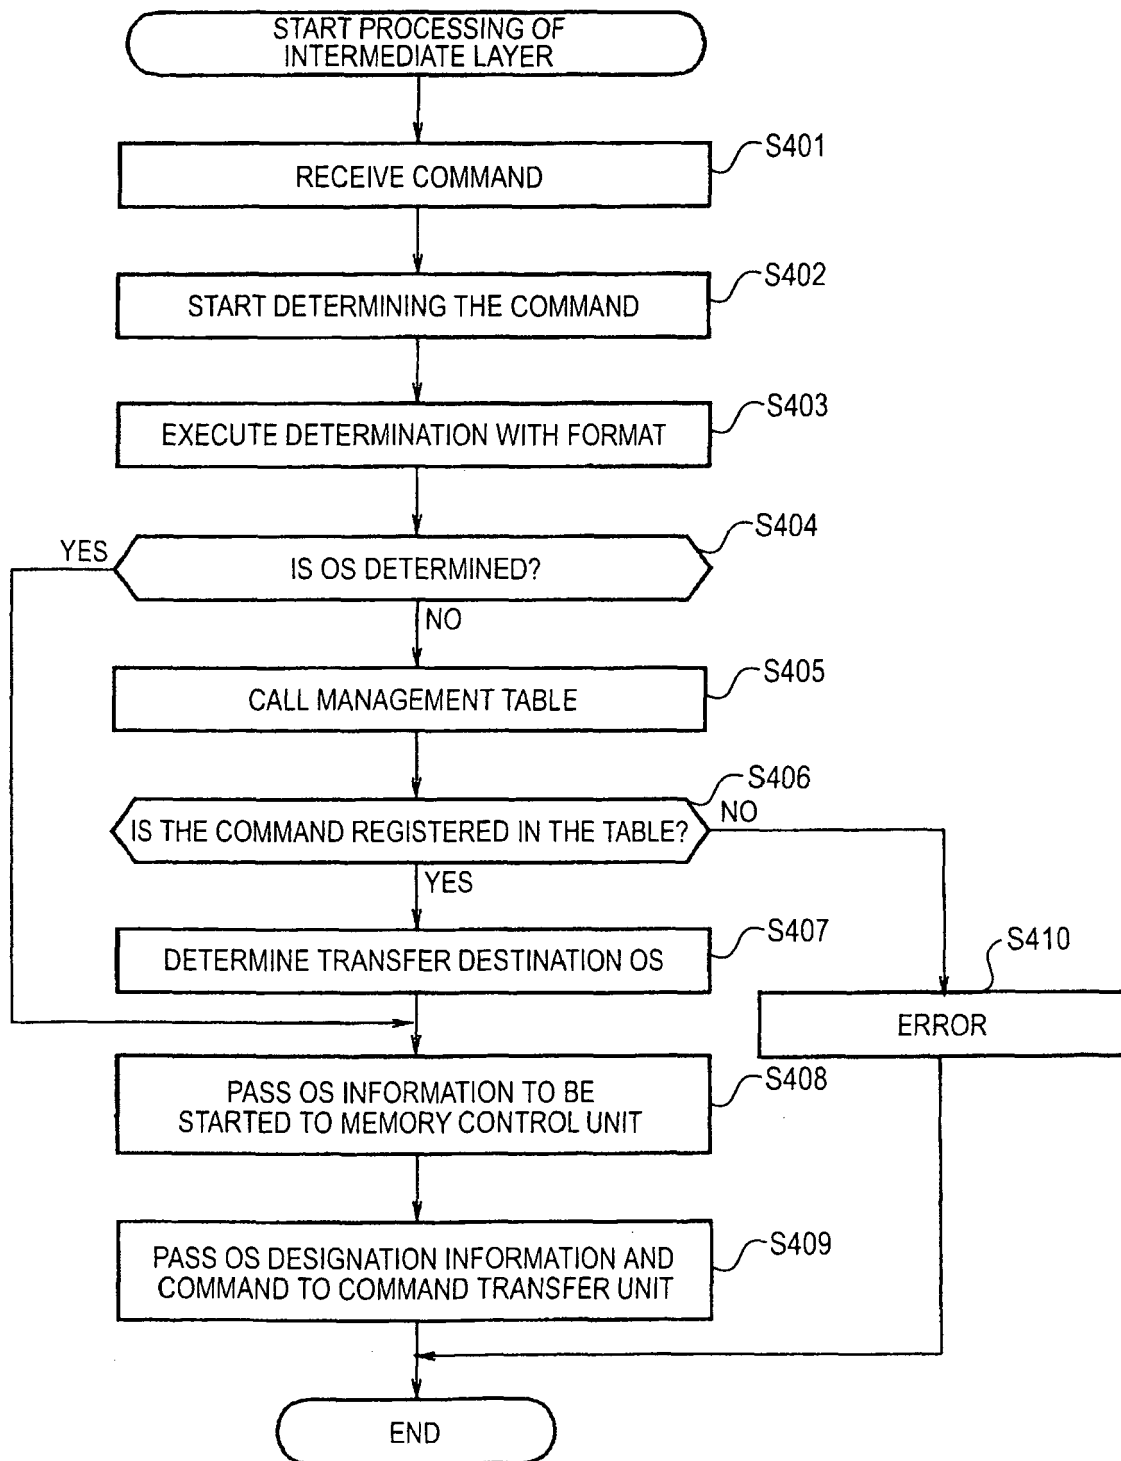 START PROCESSING OF
INTERMEDIATE LAYER
S401
RECEIVE COMMAND
S402
START DETERMINING THE COMMAND
S403
EXECUTE DETERMINATION WITH FORMAT
S404
YES
IS OS DETERMINED?
NO
S405
CALL MANAGEMENT TABLE
S406
NO
IS THE COMMAND REGISTERED IN THE TABLE?
YES
S407
DETERMINE TRANSFER DESTINATION OS
S410
ERROR
S408
PASS OS INFORMATION TO BE
STARTED TO MEMORY CONTROL UNIT
S409
PASS OS DESIGNATION INFORMATION AND
COMMAND TO COMMAND TRANSFER UNIT
END